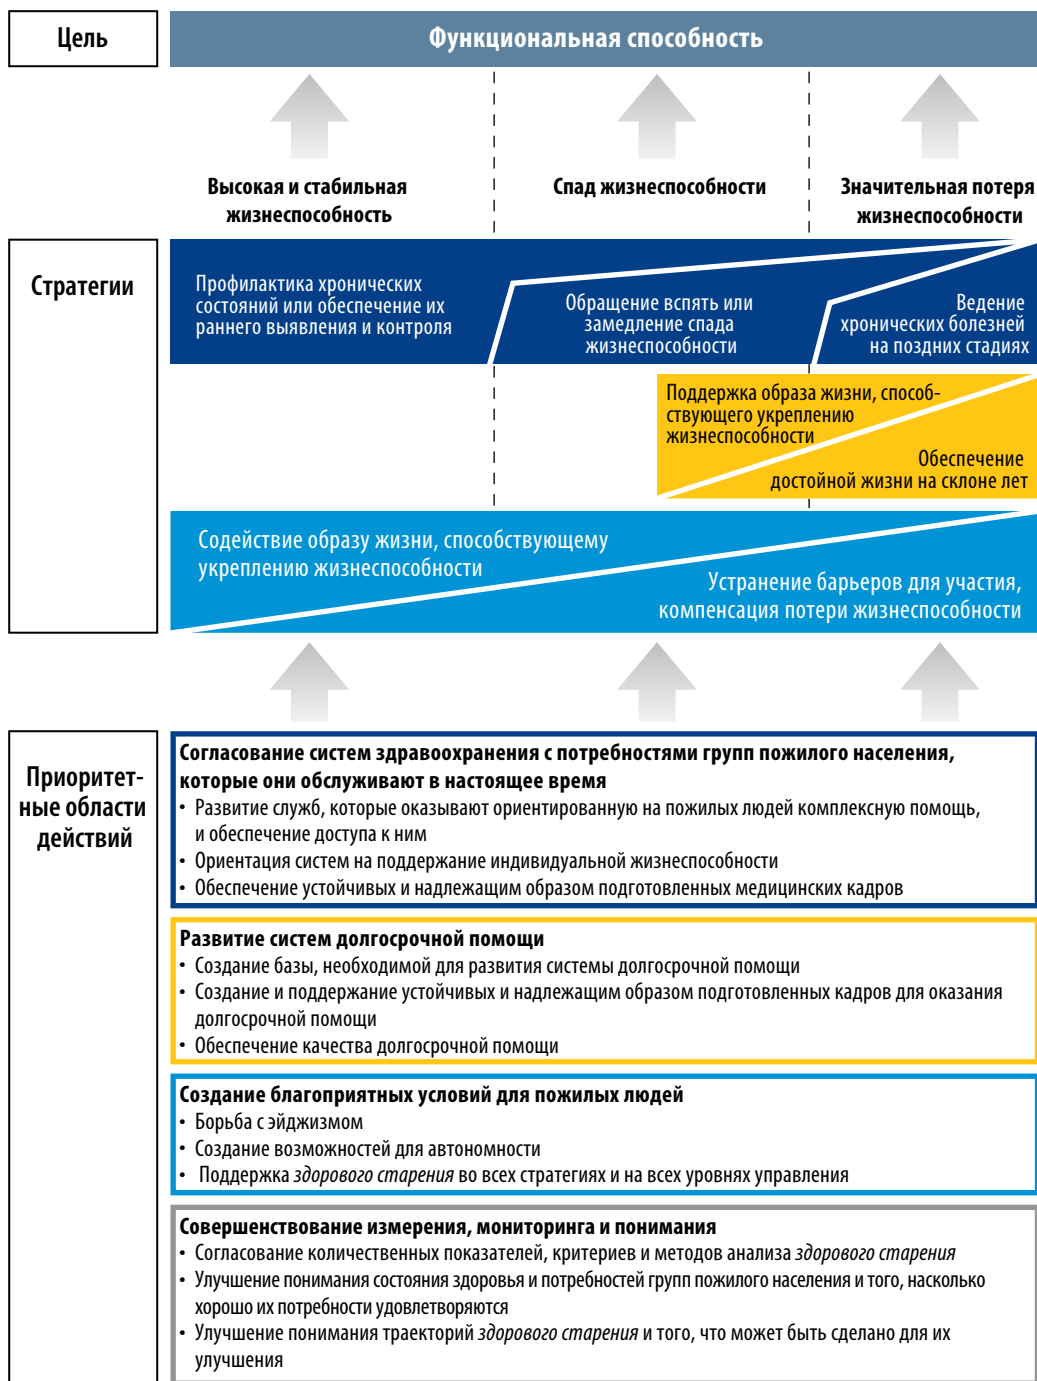 Цель
Функциональная способность
Высокая и стабильная
жизнеспособность
Спад жизнеспособности
Значительная потеря
жизнеспособности
Стратегии
Профилактика хронических
состояний или обеспечение их
раннего выявления и контроля
Обращение вспять или
замедление спада
жизнеспособности
Ведение
хронических болезней
на поздних стадиях
Поддержка образа жизни, способ-
ствующего укреплению
жизнеспособности
Обеспечение
достойной жизни на склоне лет
Содействие образу жизни, способствующему
укреплению жизнеспособности
Устранение барьеров для участия,
компенсация потери жизнеспособности
Приоритет-
ные области
действий
Согласование систем здравоохранения с потребностями групп пожилого населения,
которые они обслуживают в настоящее время
• Развитие служб, которые оказывают ориентированную на пожилых людей комплексную помощь,
и обеспечение доступа к ним
• Ориентация систем на поддержание индивидуальной жизнеспособности
• Обеспечение устойчивых и надлежащим образом подготовленных медицинских кадров
Развитие систем долгосрочной помощи
• Создание базы, необходимой для развития системы долгосрочной помощи
• Создание и поддержание устойчивых и надлежащим образом подготовленных кадров для оказания
долгосрочной помощи
• Обеспечение качества долгосрочной помощи
Создание благоприятных условий для пожилых людей
• Борьба с эйджизмом
• Создание возможностей для автономности
• Поддержка здорового старения во всех стратегиях и на всех уровнях управления
Совершенствование измерения, мониторинга и понимания
• Согласование количественных показателей, критериев и методов анализа здорового старения
• Улучшение понимания состояния здоровья и потребностей групп пожилого населения и того, насколько
хорошо их потребности удовлетворяются
• Улучшение понимания траекторий здорового старения и того, что может быть сделано для их
улучшения